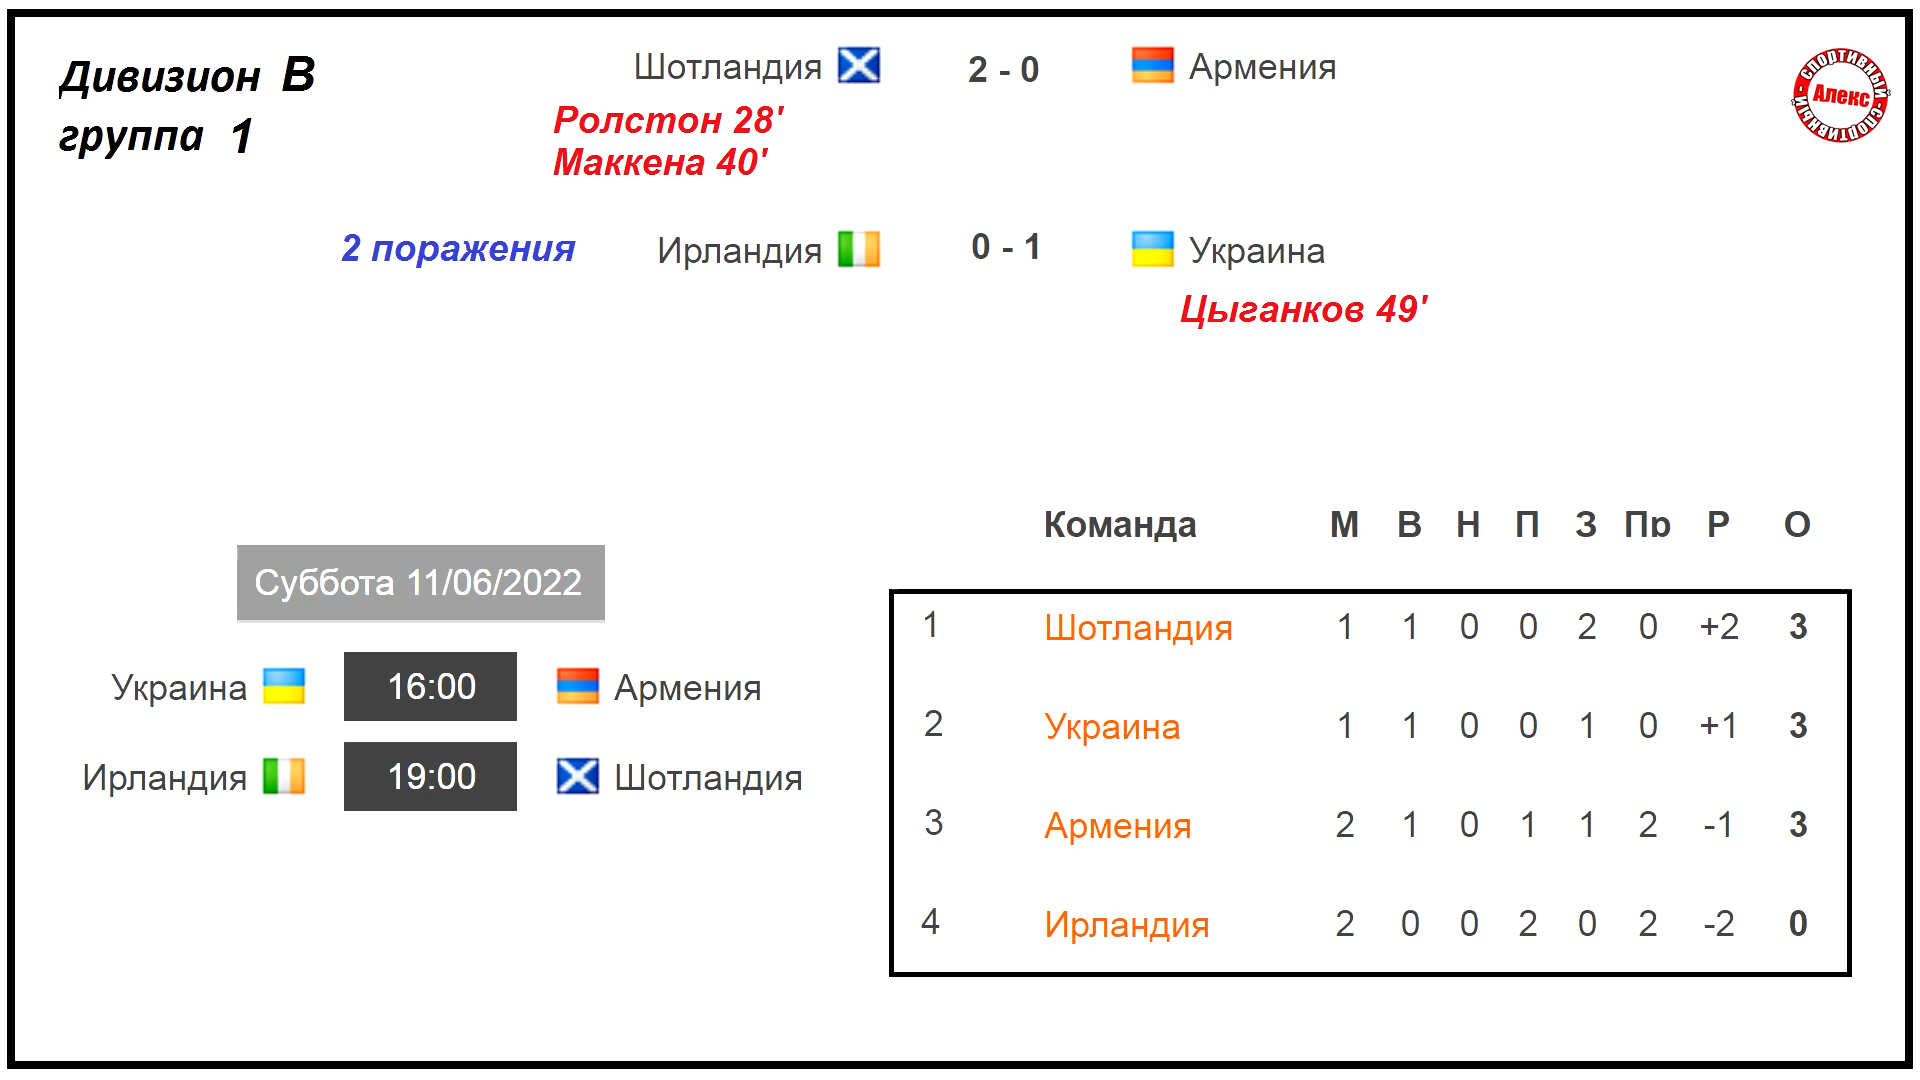 Дивизион B
группа 1
Шотландия 2 - 0 Армения
Ролстон 28'
Маккена 40'
2 поражения Ирландия 0 - 1 Украина
Цыганков 49'
СПОРТИВНЫЙ
Алекс
СПОРТИВНЫЙ
Суббота 11/06/2022
Украина 16:00 Армения
Ирландия 19:00 Шотландия
Команда М В Н П З Пр Р О
1 Шотландия 1 1 0 0 2 0 +2 3
2 Украина 1 1 0 0 1 0 +1 3
3 Армения 2 1 0 1 1 2 -1 3
4 Ирландия 2 0 0 2 0 2 -2 0